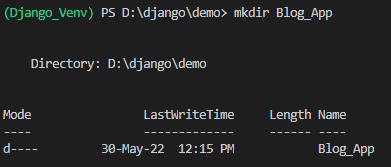 (Django_Venv) PS D:\django\demo> mkdir Blog_App
Directory: D:\django\demo
Mode LastWriteTime Length Name
---- ------------- ------ ----
d---- 30-May-22 12:15 PM Blog_App